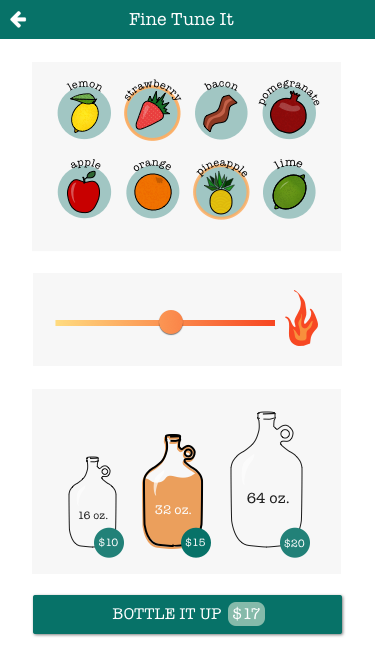 Fine Tune It
lemon strawberry bacon pomegranate
apple orange pineapple lime
16 oz. 32 oz. 64 oz.
$10 $15 $20
BOTTLE IT UP $17